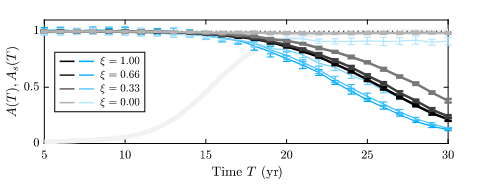 A(T), A_s(T)
1
0.5
0
ξ = 1.00
ξ = 0.66
ξ = 0.33
ξ = 0.00
5 10 15 20 25 30
Time T (yr)